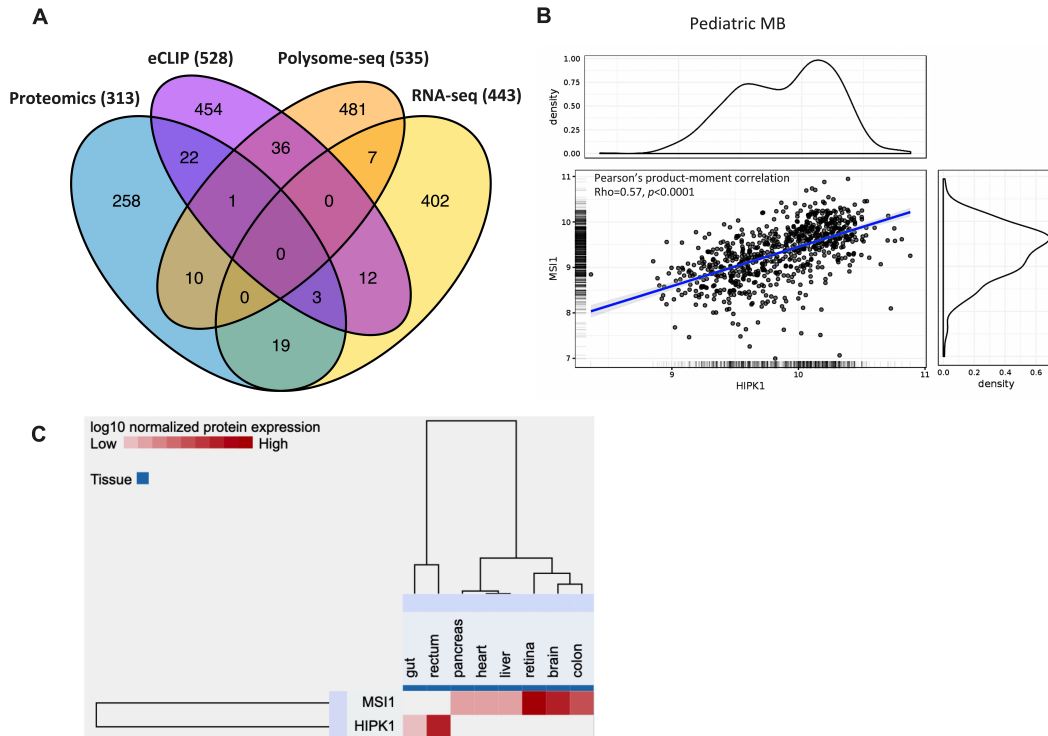 A
eCLIP (528)
Polysome-seq (535)
Proteomics (313)
RNA-seq (443)
454
481
22
36
7
258
1
0
402
0
10
0
3
12
19
B
Pediatric MB
1.00
0.75
0.50
0.25
0.00
density
Pearson's product-moment correlation
Rho=0.57, p<0.0001
11
10
9
8
7
MSI1
9
10
11
HIPK1
0.0
0.2
0.4
0.6
density
C
log10 normalized protein expression
Low
High
Tissue
gut
rectum
pancreas
heart
liver
retina
brain
colon
MSI1
HIPK1